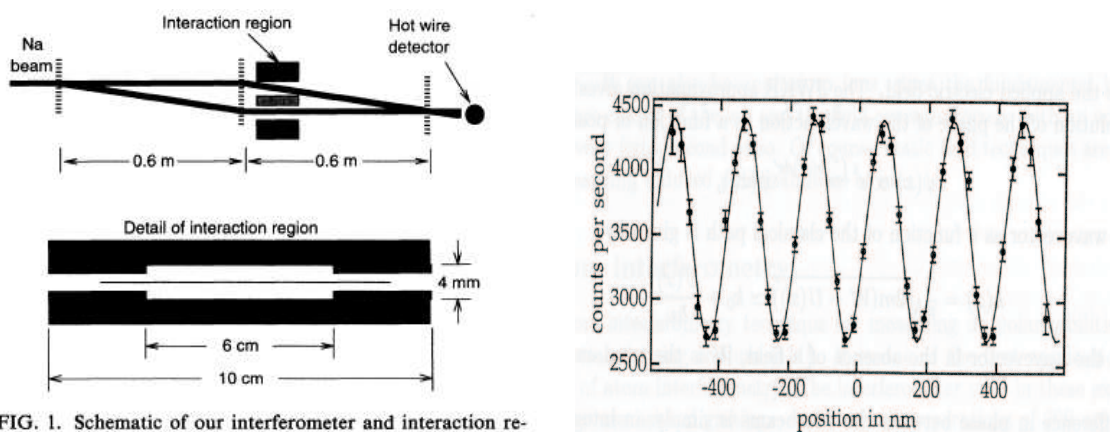 Interaction region
Hot wire
detector
Na
beam
0.6 m
0.6 m
Detail of interaction region
4 mm
6 cm
10 cm
FIG. 1. Schematic of our interferometer and interaction re-
counts per second
4500
4000
3500
3000
2500
-400
-200
0
200
400
position in nm